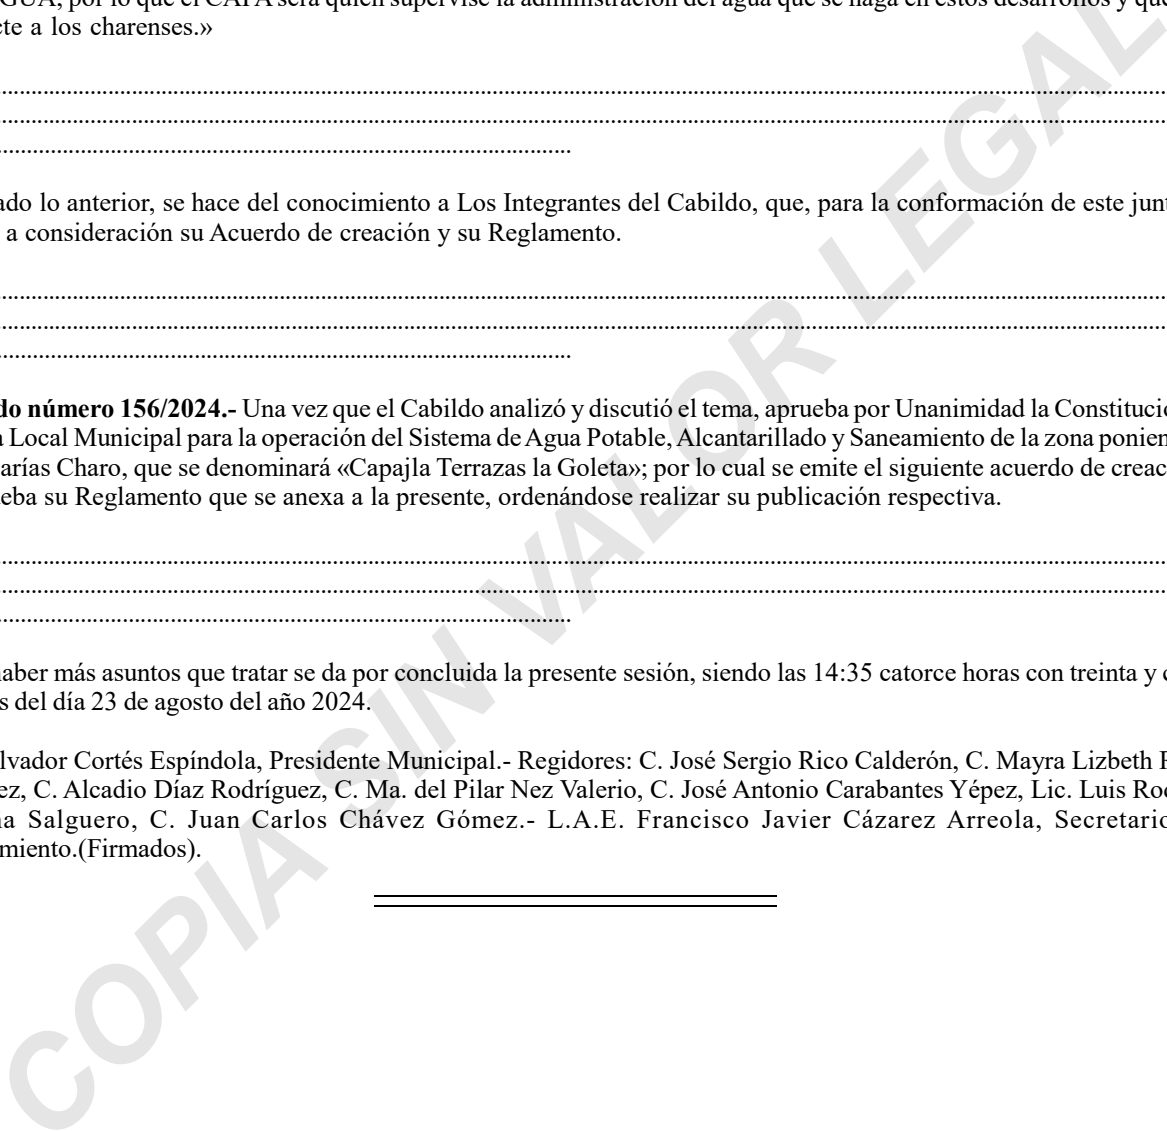 GUA, por lo que el CAPA será quien supervise la administración del agua que se haga en estos desarrollos y que
cte a los charenses.»
ado lo anterior, se hace del conocimiento a Los Integrantes del Cabildo, que, para la conformación de este junt
a consideración su Acuerdo de creación y su Reglamento.
do número 156/2024.- Una vez que el Cabildo analizó y discutió el tema, aprueba por Unanimidad la Constitució
a Local Municipal para la operación del Sistema de Agua Potable, Alcantarillado y Saneamiento de la zona ponien
arías Charo, que se denominará «Capajla Terrazas la Goleta»; por lo cual se emite el siguiente acuerdo de creac
eba su Reglamento que se anexa a la presente, ordenándose realizar su publicación respectiva.
haber más asuntos que tratar se da por concluida la presente sesión, siendo las 14:35 catorce horas con treinta y c
s del día 23 de agosto del año 2024.
lvador Cortés Espíndola, Presidente Municipal.- Regidores: C. José Sergio Rico Calderón, C. Mayra Lizbeth
ez, C. Alcadio Díaz Rodríguez, C. Ma. del Pilar Nez Valerio, C. José Antonio Carabantes Yépez, Lic. Luis Rod
na Salguero, C. Juan Carlos Chávez Gómez.- L.A.E. Francisco Javier Cázarez Arreola, Secretario
miento.(Firmados).
COPIA SIN VALOR LEGAL